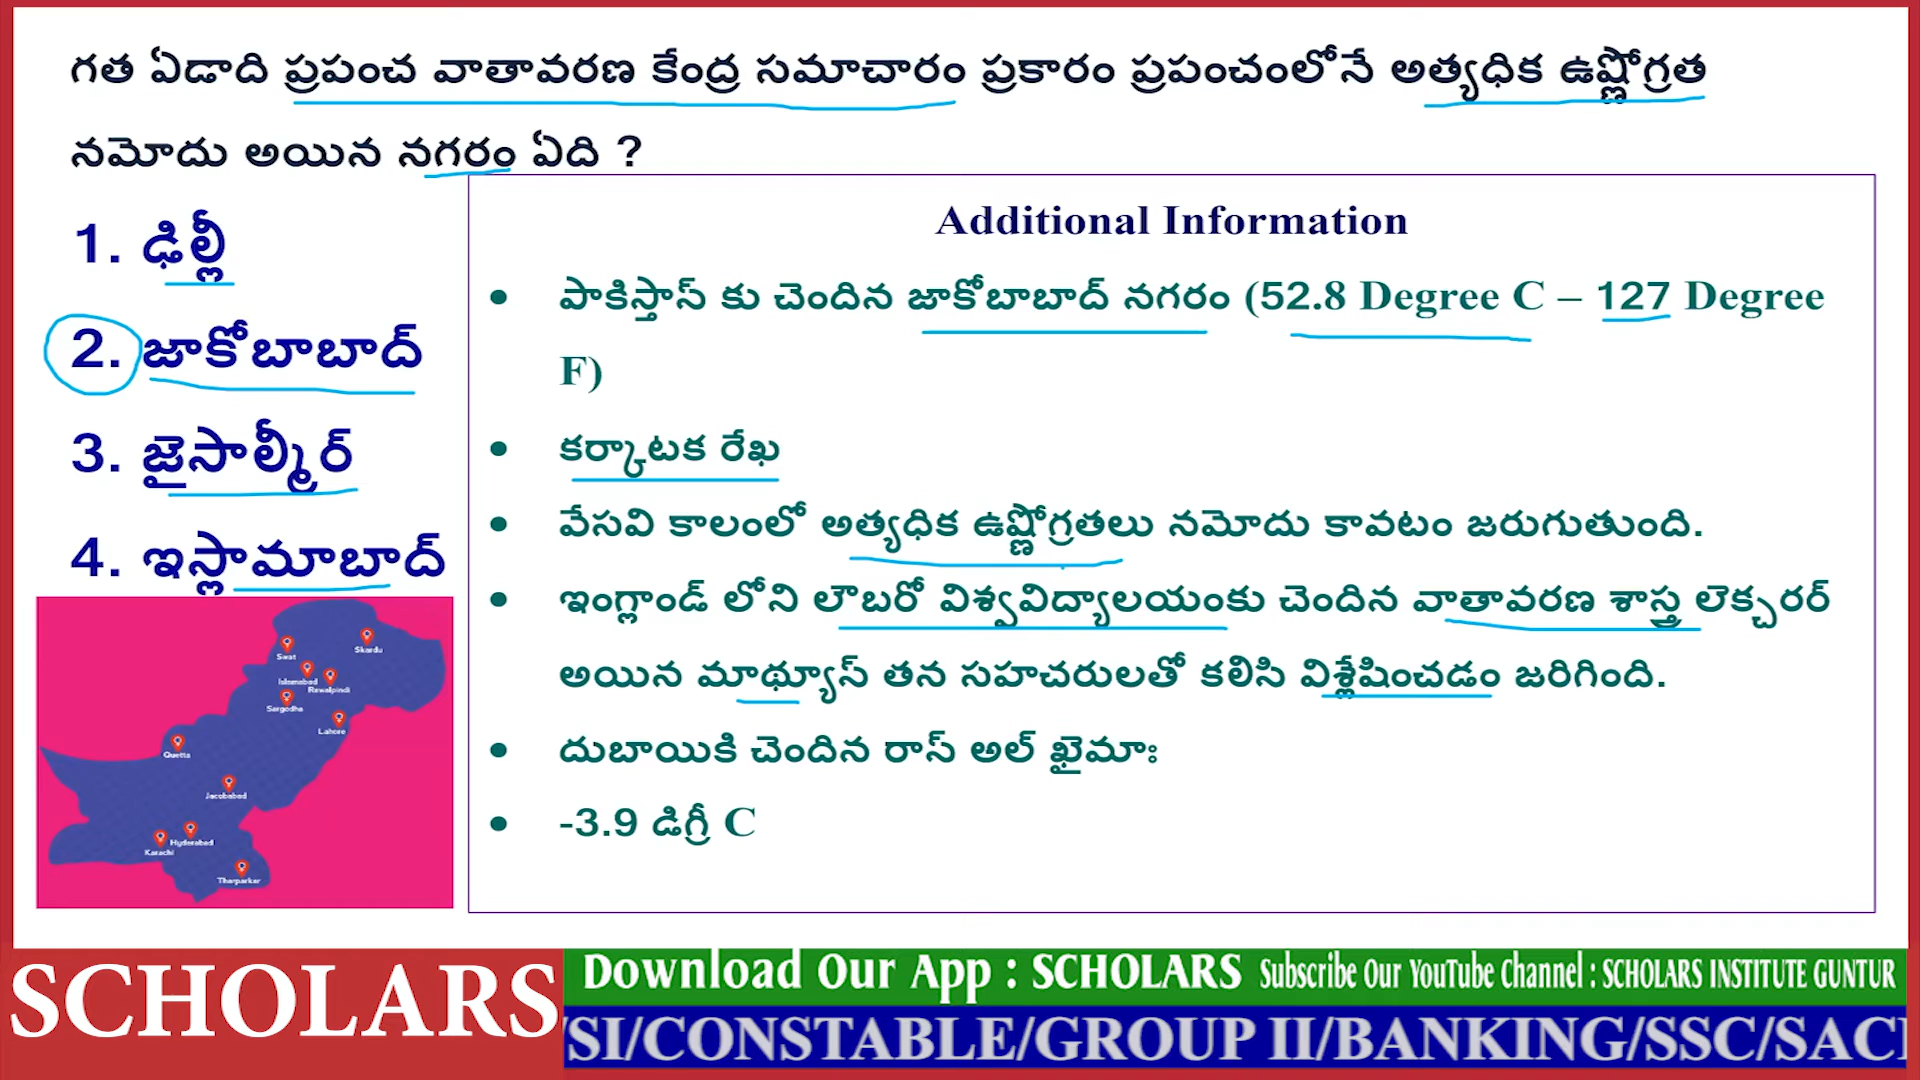 గత ఏడాది ప్రపంచ వాతావరణ కేంద్ర సమాచారం ప్రకారం ప్రపంచంలోనే అత్యధిక ఉష్ణోగ్రత
నమోదు అయిన నగరం ఏది ?
1. ఢిల్లీ
2. జాకోబాబాద్
3. జైసాల్మీర్
4. ఇస్లామాబాద్
Additional Information
• పాకిస్తాస్ కు చెందిన జాకోబాబాద్ నగరం (52.8 Degree C – 127 Degree
F)
• కర్కాటక రేఖ
• వేసవి కాలంలో అత్యధిక ఉష్ణోగ్రతలు నమోదు కావటం జరుగుతుంది.
• ఇంగ్లాండ్ లోని లౌబరో విశ్వవిద్యాలయంకు చెందిన వాతావరణ శాస్త్ర లెక్చరర్
అయిన మాథ్యూస్ తన సహచరులతో కలిసి విశ్లేషించడం జరిగింది.
• దుబాయికి చెందిన రాస్ అల్ ఖైమాః
• -3.9 డిగ్రీ C
Swat
Skardu
Islamabad
Rawalpindi
Sargodha
Lahore
Quetta
Jacobabad
Hyderabad
Karachi
Tharparkar
SCHOLARS
Download Our App : SCHOLARS Subscribe Our YouTube Channel : SCHOLARS INSTITUTE GUNTUR
/SI/CONSTABLE/GROUP II/BANKING/SSC/SACH